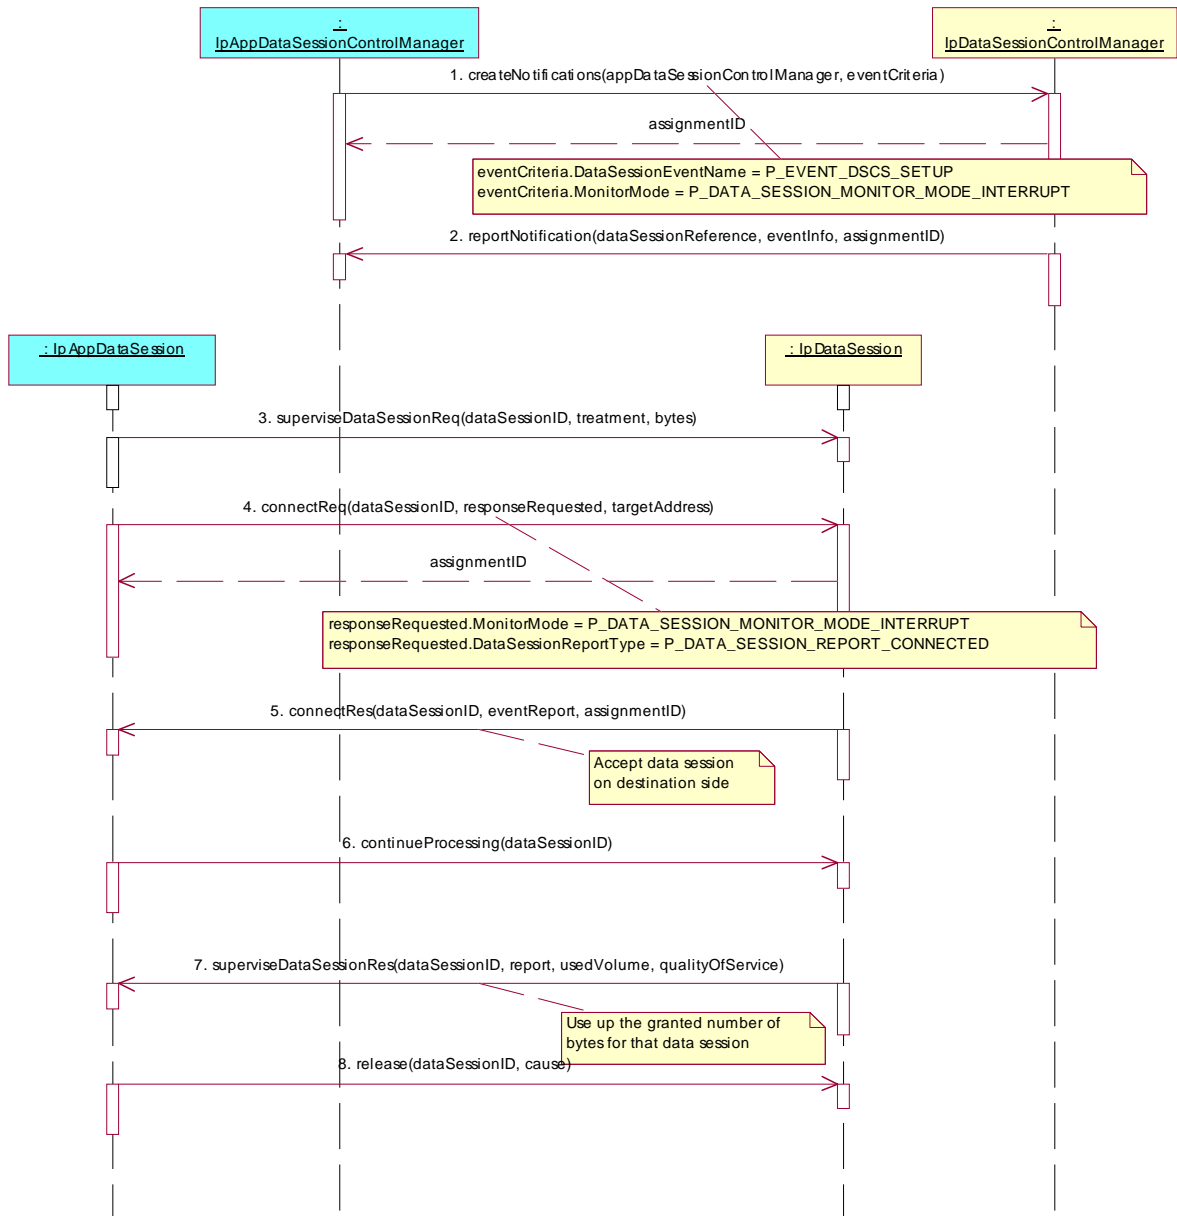 :
IpAppDataSessionControlManager
:
IpDataSessionControlManager
1. createNotifications(appDataSessionControlManager, eventCriteria)
assignmentID
eventCriteria.DataSessionEventName = P_EVENT_DSCS_SETUP
eventCriteria.MonitorMode = P_DATA_SESSION_MONITOR_MODE_INTERRUPT
2. reportNotification(dataSessionReference, eventInfo, assignmentID)
: IpAppDataSession
: IpDataSession
3. superviseDataSessionReq(dataSessionID, treatment, bytes)
4. connectReq(dataSessionID, responseRequested, targetAddress)
assignmentID
responseRequested.MonitorMode = P_DATA_SESSION_MONITOR_MODE_INTERRUPT
responseRequested.DataSessionReportType = P_DATA_SESSION_REPORT_CONNECTED
5. connectRes(dataSessionID, eventReport, assignmentID)
Accept data session
on destination side
6. continueProcessing(dataSessionID)
7. superviseDataSessionRes(dataSessionID, report, usedVolume, qualityOfService)
Use up the granted number of
bytes for that data session
8. release(dataSessionID, cause)